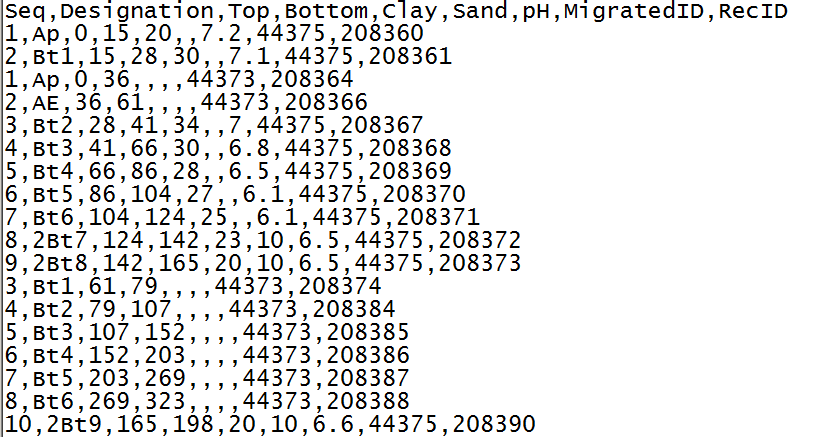 Seq,Designation,Top,Bottom,Clay,Sand,pH,MigratedID,RecID
1,Ap,0,15,20,,7.2,44375,208360
2,Bt1,15,28,30,,7.1,44375,208361
1,Ap,0,36,,,,44373,208364
2,AE,36,61,,,,44373,208366
3,Bt2,28,41,34,,7,44375,208367
4,Bt3,41,66,30,,6.8,44375,208368
5,Bt4,66,86,28,,6.5,44375,208369
6,Bt5,86,104,27,,6.1,44375,208370
7,Bt6,104,124,25,,6.1,44375,208371
8,2Bt7,124,142,23,10,6.5,44375,208372
9,2Bt8,142,165,20,10,6.5,44375,208373
3,Bt1,61,79,,,,44373,208374
4,Bt2,79,107,,,,44373,208384
5,Bt3,107,152,,,,44373,208385
6,Bt4,152,203,,,,44373,208386
7,Bt5,203,269,,,,44373,208387
8,Bt6,269,323,,,,44373,208388
10,2Bt9,165,198,20,10,6.6,44375,208390